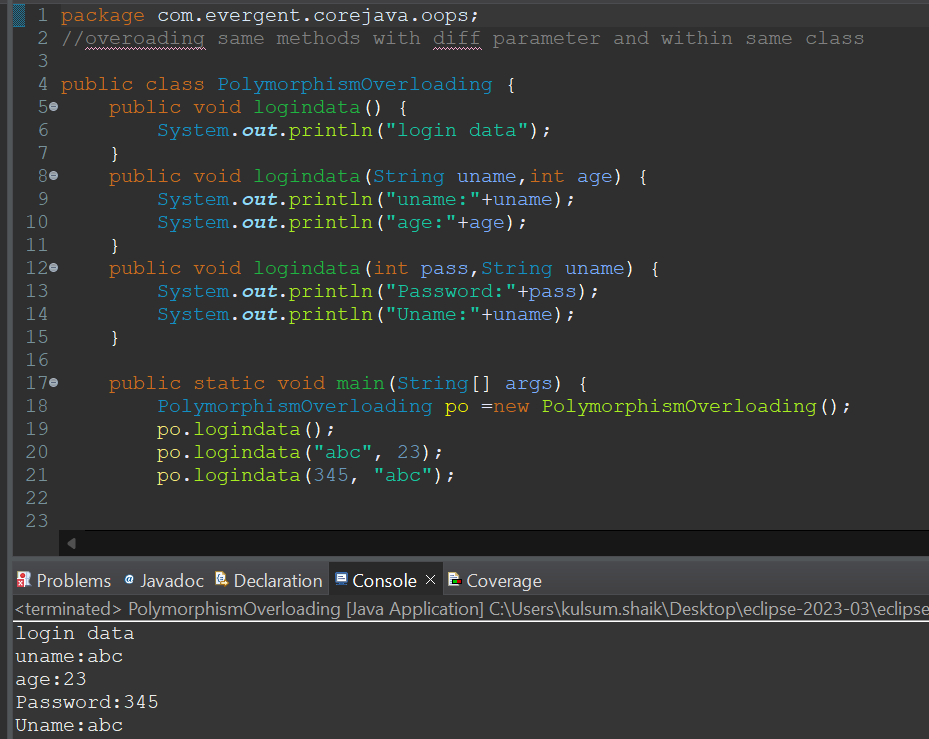 1 package com.evergent.corejava.oops;
2 //overoading same methods with diff parameter and within same class
3
4 public class PolymorphismOverloading {
5 public void logindata() {
6 System.out.println("login data");
7 }
8 public void logindata(String uname,int age) {
9 System.out.println("uname:"+uname);
10 System.out.println("age:"+age);
11 }
12 public void logindata(int pass,String uname) {
13 System.out.println("Password:"+pass);
14 System.out.println("Uname:"+uname);
15 }
16
17 public static void main(String[] args) {
18 PolymorphismOverloading po =new PolymorphismOverloading();
19 po.logindata();
20 po.logindata("abc", 23);
21 po.logindata(345, "abc");
22
23
Problems @ Javadoc Declaration Console × Coverage
<terminated> PolymorphismOverloading [Java Application] C:\Users\kulsum.shaik\Desktop\eclipse-2023-03\eclipse
login data
uname:abc
age:23
Password:345
Uname:abc